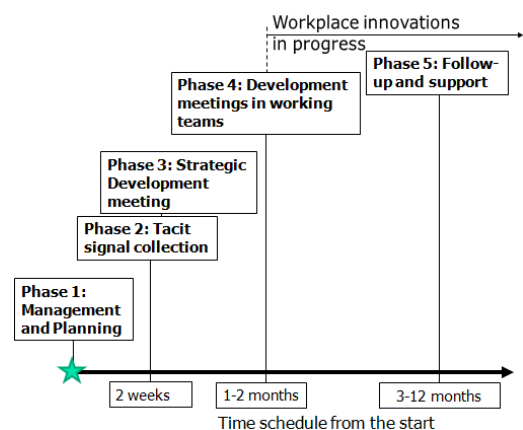 Workplace innovations
in progress
Phase 5: Follow-
up and support
Phase 4: Development
meetings in working
teams
Phase 3: Strategic
Development
meeting
Phase 2: Tacit
signal collection
Phase 1:
Management
and Planning
2 weeks
1-2 months
3-12 months
Time schedule from the start